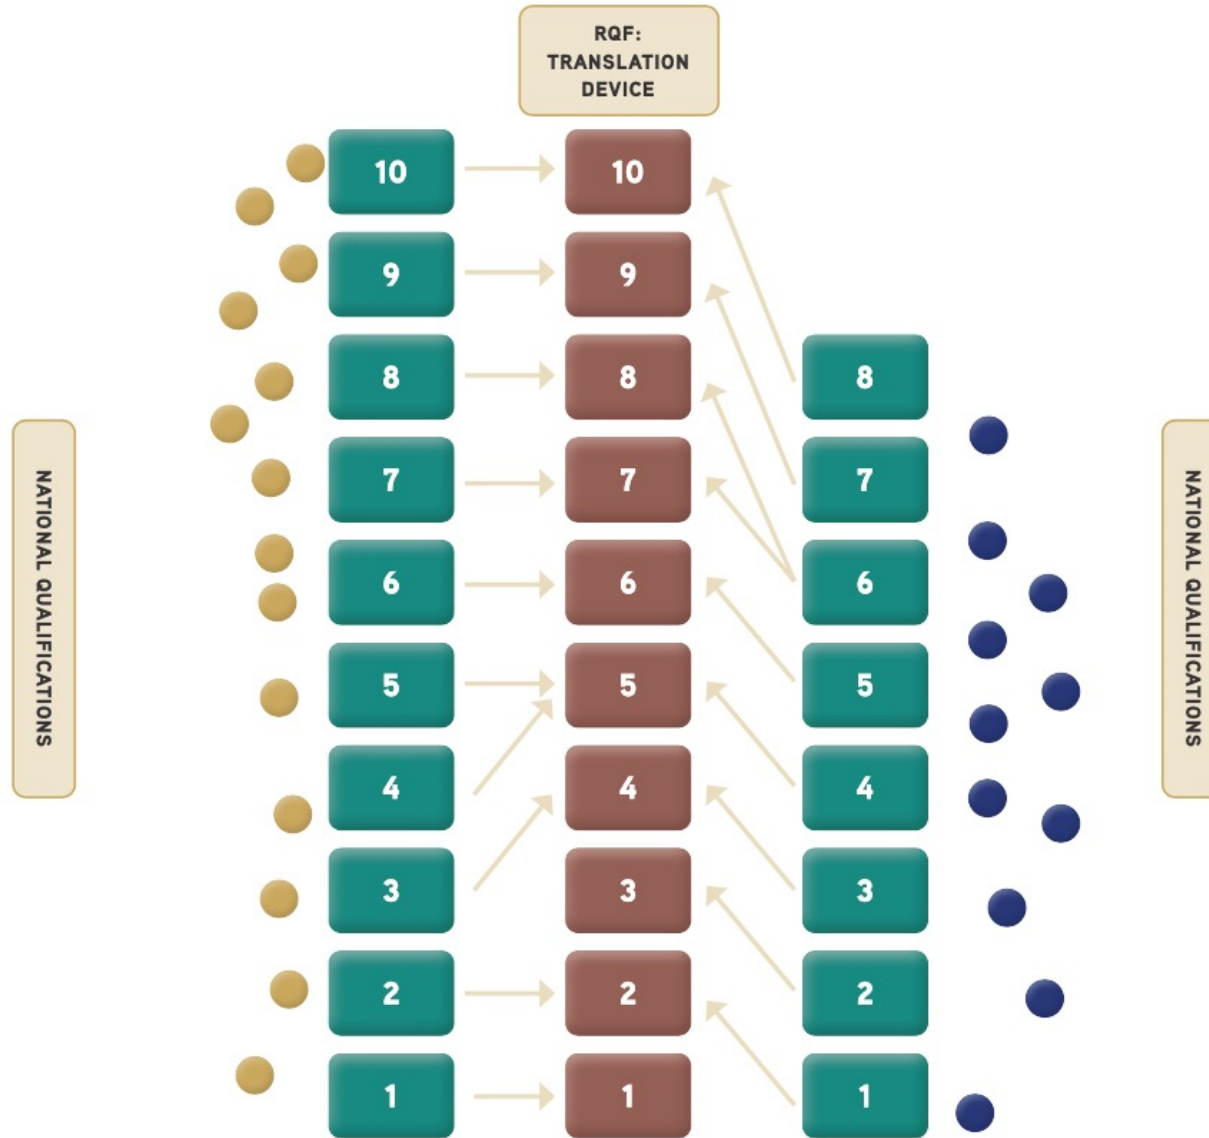 RQF:
TRANSLATION
DEVICE
10 10
9 9
8 8 8
7 7 7
6 6 6
5 5 5
4 4 4
3 3 3
2 2 2
1 1 1
NATIONAL QUALIFICATIONS
NATIONAL QUALIFICATIONS